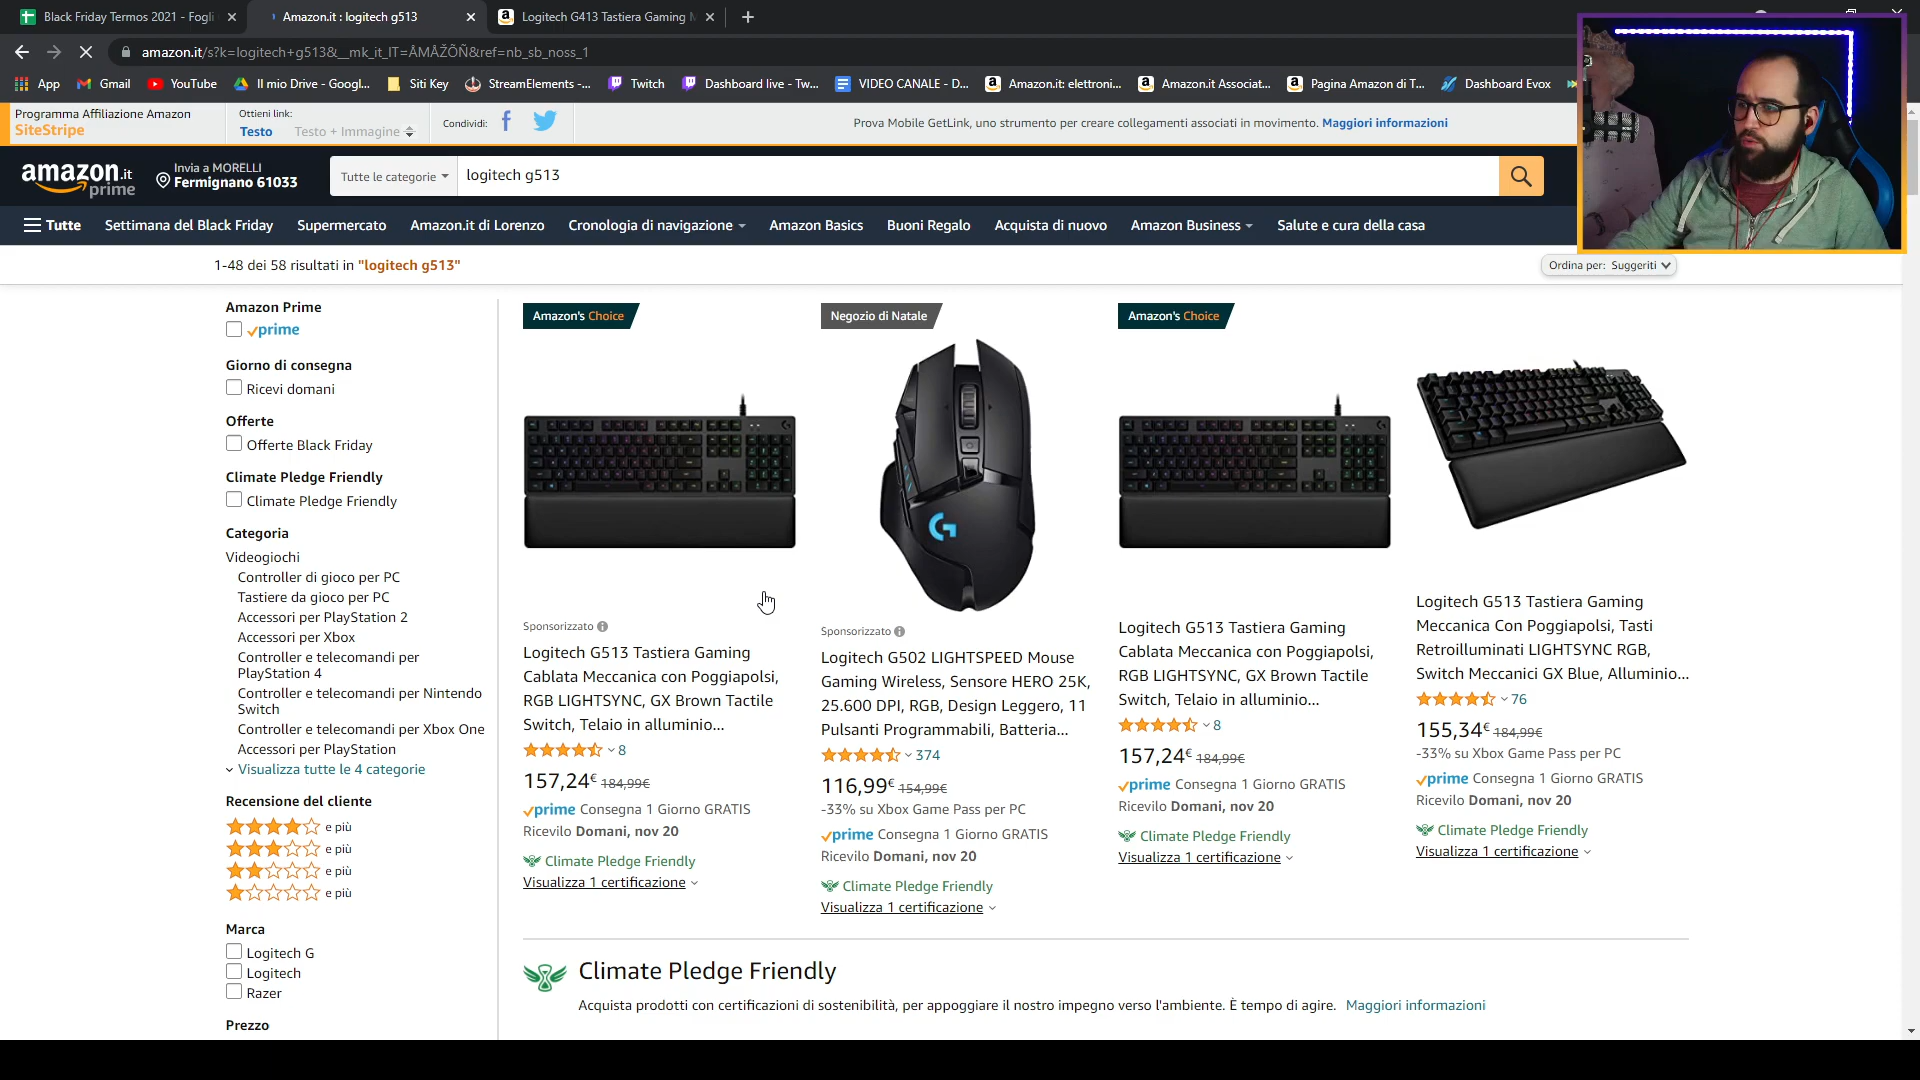 Black Friday Termos 2021 - Fogli
Amazon.it : logitech g513
Logitech G413 Tastiera Gaming M
amazon.it/s?k=logitech+g513&__mk_it_IT=ÅMÅŽÕÑ&ref=nb_sb_noss_1
App
Gmail
YouTube
Il mio Drive - Googl...
Siti Key
StreamElements -...
Twitch
Dashboard live - Tw...
VIDEO CANALE - D...
Amazon.it: elettroni...
Amazon.it Associat...
Pagina Amazon di T...
Dashboard Evox
Programma Affiliazione Amazon
SiteStripe
Ottieni link:
Testo
Testo + Immagine
Condividi:
Prova Mobile GetLink, uno strumento per creare collegamenti associati in movimento. Maggiori informazioni
amazon.it
prime
Invia a MORELLI
Fermignano 61033
Tutte le categorie
logitech g513
Tutte
Settimana del Black Friday
Supermercato
Amazon.it di Lorenzo
Cronologia di navigazione
Amazon Basics
Buoni Regalo
Acquista di nuovo
Amazon Business
Salute e cura della casa
1-48 dei 58 risultati in "logitech g513"
Ordina per: Suggeriti
Amazon Prime
prime
Giorno di consegna
Ricevi domani
Offerte
Offerte Black Friday
Climate Pledge Friendly
Climate Pledge Friendly
Categoria
Videogiochi
Controller di gioco per PC
Tastiere da gioco per PC
Accessori per PlayStation 2
Accessori per Xbox
Controller e telecomandi per
PlayStation 4
Controller e telecomandi per Nintendo
Switch
Controller e telecomandi per Xbox One
Accessori per PlayStation
Visualizza tutte le 4 categorie
Recensione del cliente
e più
e più
e più
e più
Marca
Logitech G
Logitech
Razer
Prezzo
Amazon's Choice
Sponsorizzato
Logitech G513 Tastiera Gaming
Cablata Meccanica con Poggiapolsi,
RGB LIGHTSYNC, GX Brown Tactile
Switch, Telaio in alluminio...
8
157,24€ 184,99€
prime Consegna 1 Giorno GRATIS
Ricevilo Domani, nov 20
Climate Pledge Friendly
Visualizza 1 certificazione
Negozio di Natale
Sponsorizzato
Logitech G502 LIGHTSPEED Mouse
Gaming Wireless, Sensore HERO 25K,
25.600 DPI, RGB, Design Leggero, 11
Pulsanti Programmabili, Batteria...
374
116,99€ 154,99€
-33% su Xbox Game Pass per PC
prime Consegna 1 Giorno GRATIS
Ricevilo Domani, nov 20
Climate Pledge Friendly
Visualizza 1 certificazione
Amazon's Choice
Logitech G513 Tastiera Gaming
Cablata Meccanica con Poggiapolsi,
RGB LIGHTSYNC, GX Brown Tactile
Switch, Telaio in alluminio...
8
157,24€ 184,99€
prime Consegna 1 Giorno GRATIS
Ricevilo Domani, nov 20
Climate Pledge Friendly
Visualizza 1 certificazione
Logitech G513 Tastiera Gaming
Meccanica Con Poggiapolsi, Tasti
Retroilluminati LIGHTSYNC RGB,
Switch Meccanici GX Blue, Alluminio...
76
155,34€ 184,99€
-33% su Xbox Game Pass per PC
prime Consegna 1 Giorno GRATIS
Ricevilo Domani, nov 20
Climate Pledge Friendly
Visualizza 1 certificazione
Climate Pledge Friendly
Acquista prodotti con certificazioni di sostenibilità, per appoggiare il nostro impegno verso l'ambiente. È tempo di agire. Maggiori informazioni